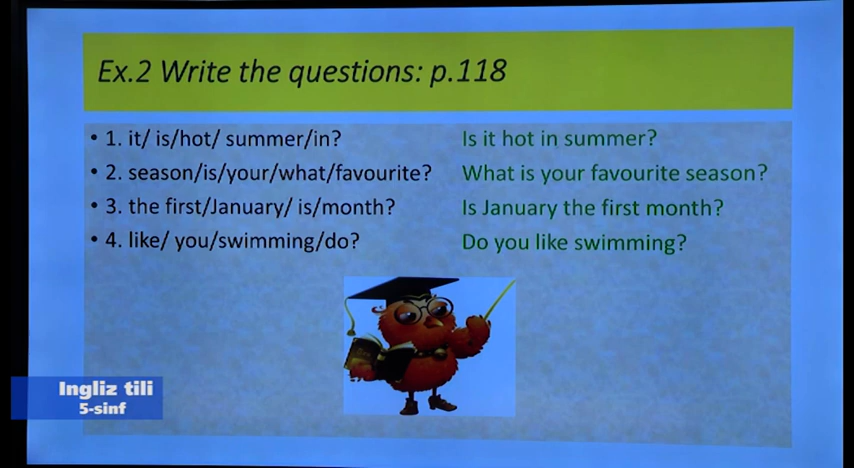 Ex.2 Write the questions: p.118
• 1. it/ is/hot/ summer/in? Is it hot in summer?
• 2. season/is/your/what/favourite? What is your favourite season?
• 3. the first/January/ is/month? Is January the first month?
• 4. like/ you/swimming/do? Do you like swimming?
Ingliz tili
5-sinf